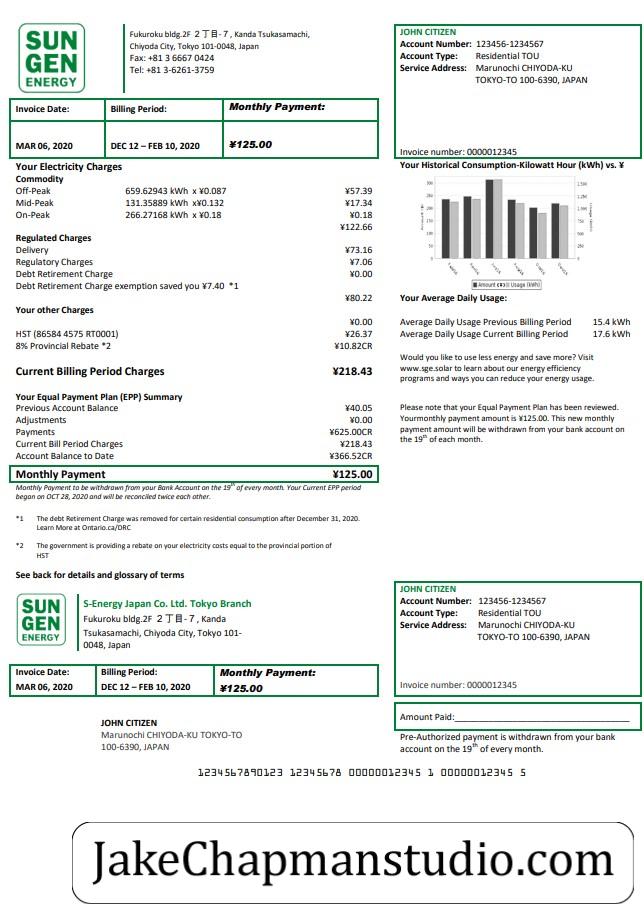 SUN
GEN
ENERGY
Fukuroku bldg.2F ２丁目-７, Kanda Tsukasamachi,
Chiyoda City, Tokyo 101-0048, Japan
Fax: +81 3 6667 0424
Tel: +81 3-6261-3759
JOHN CITIZEN
Account Number: 123456-1234567
Account Type: Residential TOU
Service Address: Marunochi CHIYODA-KU
TOKYO-TO 100-6390, JAPAN
Invoice number: 0000012345
Invoice Date: Billing Period: Monthly Payment:
MAR 06, 2020 DEC 12 – FEB 10, 2020 ¥125.00
Your Electricity Charges
Commodity
Off-Peak 659.62943 kWh x ¥0.087 ¥57.39
Mid-Peak 131.35889 kWh x¥0.132 ¥17.34
On-Peak 266.27168 kWh x ¥0.18 ¥0.18
¥122.66
Regulated Charges
Delivery ¥73.16
Regulatory Charges ¥7.06
Debt Retirement Charge ¥0.00
Debt Retirement Charge exemption saved you ¥7.40 *1
¥80.22
Your other Charges
¥0.00
HST (86584 4575 RT0001) ¥26.37
8% Provincial Rebate *2 ¥10.82CR
Current Billing Period Charges ¥218.43
Your Equal Payment Plan (EPP) Summary
Previous Account Balance ¥40.05
Adjustments ¥0.00
Payments ¥625.00CR
Current Bill Period Charges ¥218.43
Account Balance to Date ¥366.52CR
Monthly Payment ¥125.00
Monthly Payment to be withdrawn from your Bank Account on the 19th of every month. Your Current EPP period
began on OCT 28, 2020 and will be reconciled twice each other.
*1 The debt Retirement Charge was removed for certain residential consumption after December 31, 2020.
Learn More at Ontario.ca/DRC
*2 The government is providing a rebate on your electricity costs equal to the provincial portion of
HST
See back for details and glossary of terms
Your Historical Consumption-Kilowatt Hour (kWh) vs. ¥
300
250
200
150
100
50
0
1,500
1,250
1,000
750
500
250
0
Amount (¥) Usage (kWh)
Your Average Daily Usage:
Average Daily Usage Previous Billing Period 15.4 kWh
Average Daily Usage Current Billing Period 17.6 kWh
Would you like to use less energy and save more? Visit
www.sge.solar to learn about our energy efficiency
programs and ways you can reduce your energy usage.
Please note that your Equal Payment Plan has been reviewed.
Yourmonthly payment amount is ¥125.00. This new monthly
payment amount will be withdrawn from your bank account on
the 19th of each month.
SUN
GEN
ENERGY
S-Energy Japan Co. Ltd. Tokyo Branch
Fukuroku bldg.2F ２丁目-７, Kanda
Tsukasamachi, Chiyoda City, Tokyo 101-
0048, Japan
JOHN CITIZEN
Account Number: 123456-1234567
Account Type: Residential TOU
Service Address: Marunochi CHIYODA-KU
TOKYO-TO 100-6390, JAPAN
Invoice number: 0000012345
Invoice Date: Billing Period: Monthly Payment:
MAR 06, 2020 DEC 12 – FEB 10, 2020 ¥125.00
Amount Paid:
JOHN CITIZEN
Marunochi CHIYODA-KU TOKYO-TO
100-6390, JAPAN
Pre-Authorized payment is withdrawn from your bank
account on the 19th of every month.
1234567890123 12345678 00000012345 1 00000012345 5
JakeChapmanstudio.com